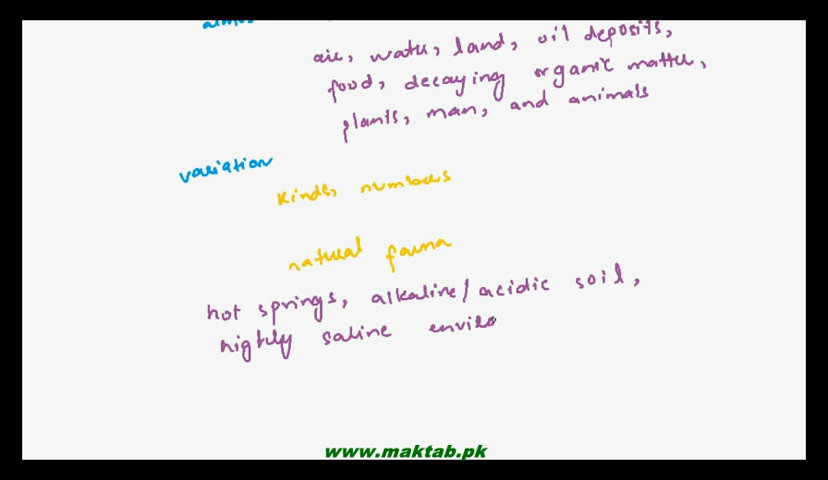 air, water, land, oil deposits,
food, decaying organic matter,
plants, man, and animals
variation
Kinds, numbers
natural fauna
hot springs, alkaline/acidic soil,
highly saline enviro
www.maktab.pk